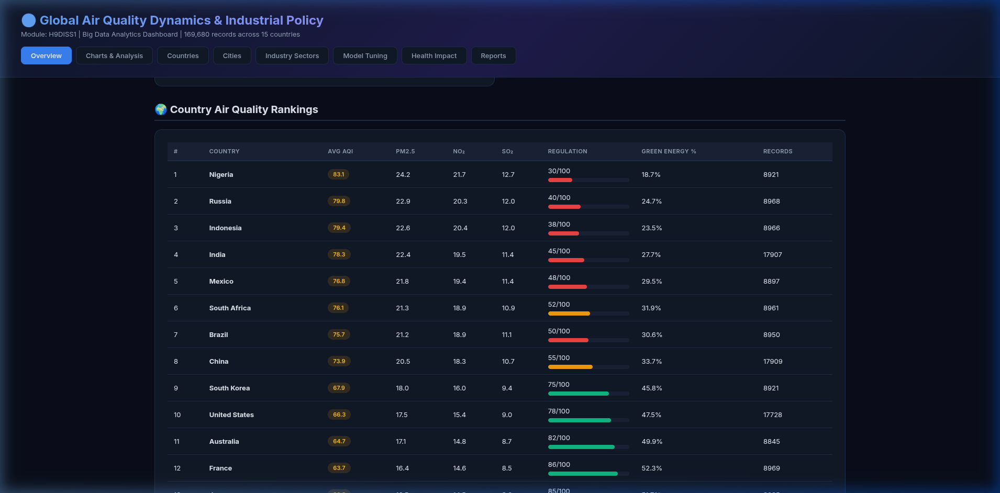 Global Air Quality Dynamics & Industrial Policy
Module: H9DISS1 | Big Data Analytics Dashboard | 169,680 records across 15 countries
Overview Charts & Analysis Countries Cities Industry Sectors Model Tuning Health Impact Reports
Country Air Quality Rankings
# COUNTRY AVG AQI PM2.5 NO₂ SO₂ REGULATION GREEN ENERGY % RECORDS
1 Nigeria 83.1 24.2 21.7 12.7 30/100 18.7% 8921
2 Russia 79.8 22.9 20.3 12.0 40/100 24.7% 8968
3 Indonesia 79.4 22.6 20.4 12.0 38/100 23.5% 8966
4 India 78.3 22.4 19.5 11.4 45/100 27.7% 17907
5 Mexico 76.8 21.8 19.4 11.4 48/100 29.5% 8897
6 South Africa 76.1 21.3 18.9 10.9 52/100 31.9% 8961
7 Brazil 75.7 21.2 18.9 11.1 50/100 30.6% 8950
8 China 73.9 20.5 18.3 10.7 55/100 33.7% 17909
9 South Korea 67.9 18.0 16.0 9.4 75/100 45.8% 8921
10 United States 66.3 17.5 15.4 9.0 78/100 47.5% 17728
11 Australia 64.7 17.1 14.8 8.7 82/100 49.9% 8845
12 France 63.7 16.4 14.6 8.5 86/100 52.3% 8969
85/100